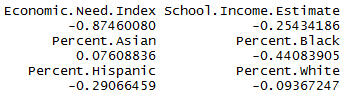 Economic.Need.Index School.Income.Estimate
-0.87460080 -0.25434186
Percent.Asian Percent.Black
0.07608836 -0.44083905
Percent.Hispanic Percent.White
-0.29066459 -0.09367247